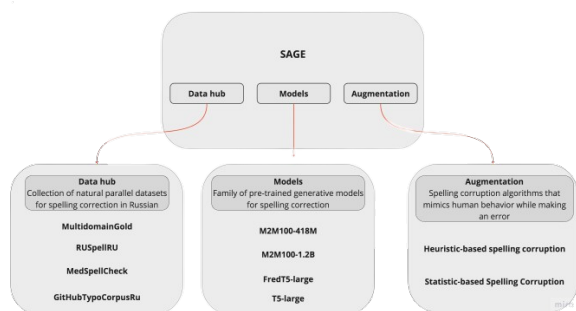 SAGE
Data hub
Models
Augmentation
Data hub
Collection of natural parallel datasets
for spelling correction in Russian
MultidomainGold
RUSpellRU
MedSpellCheck
GitHubTypoCorpusRu
Models
Family of pre-trained generative models
for spelling correction
M2M100-418M
M2M100-1.2B
FredT5-large
T5-large
Augmentation
Spelling corruption algorithms that
mimics human behavior while making
an error
Heuristic-based spelling corruption
Statistic-based Spelling Corruption
miro